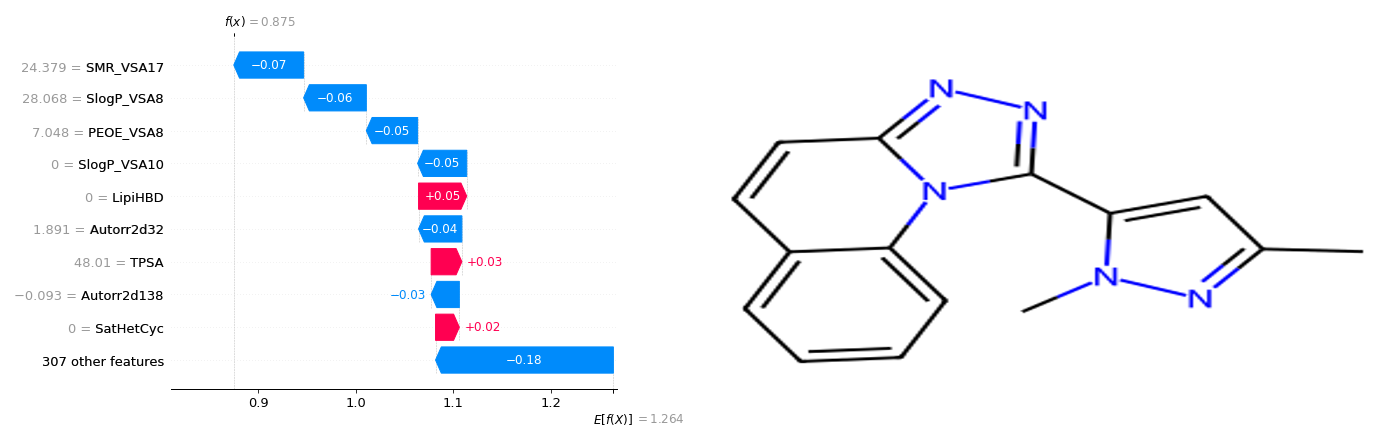 f(x) = 0.875
24.379 = SMR_VSA17 −0.07
28.068 = SlogP_VSA8 −0.06
7.048 = PEOE_VSA8 −0.05
0 = SlogP_VSA10 −0.05
0 = LipiHBD +0.05
1.891 = Autorr2d32 −0.04
48.01 = TPSA +0.03
−0.093 = Autorr2d138 −0.03
0 = SatHetCyc +0.02
307 other features −0.18
0.9 1.0 1.1 1.2
E[f(X)] = 1.264
N
N
N
N
N